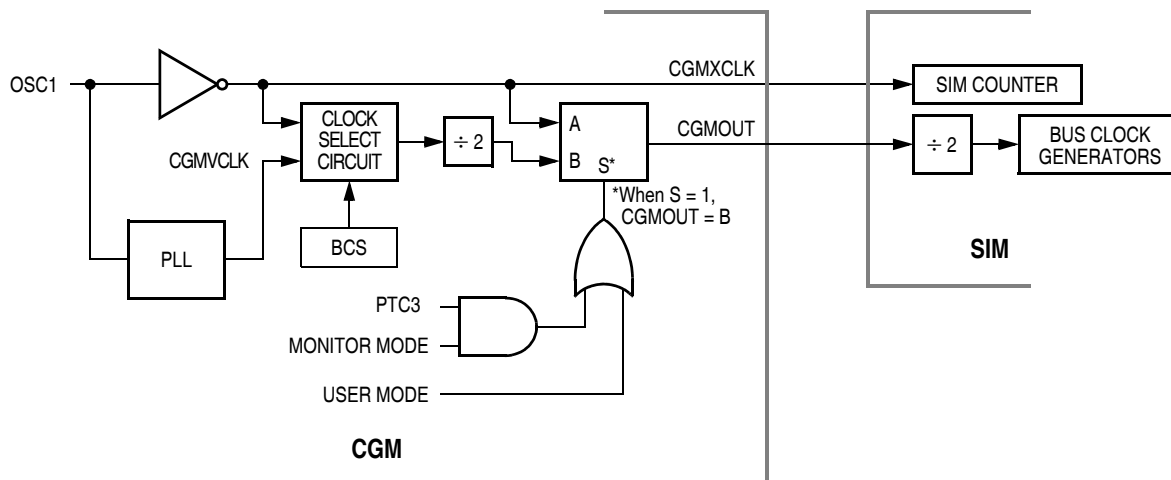 OSC1
CGMXCLK
SIM COUNTER
CLOCK
SELECT
CIRCUIT
÷ 2
A
B
S*
CGMOUT
÷ 2
BUS CLOCK
GENERATORS
CGMVCLK
*When S = 1,
CGMOUT = B
BCS
PLL
SIM
PTC3
MONITOR MODE
USER MODE
CGM